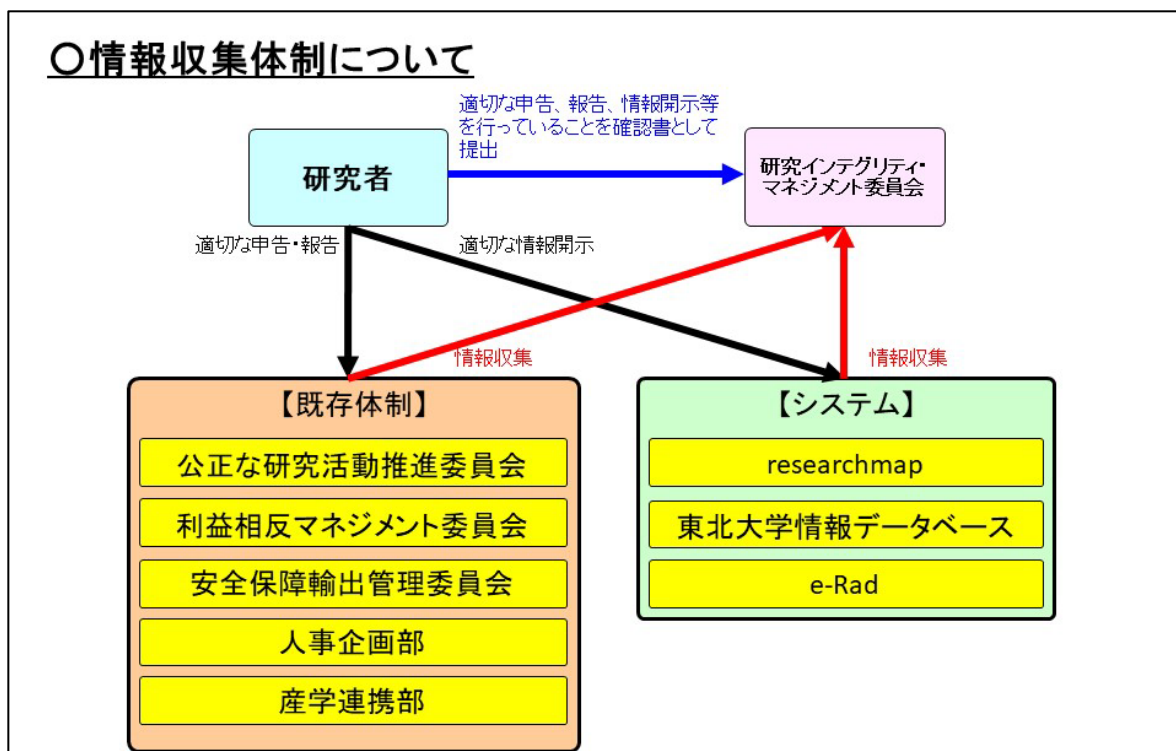 〇情報収集体制について
適切な申告、報告、情報開示等
を行っていることを確認書として
提出
研究者
研究インテグリティ・
マネジメント委員会
適切な申告・報告
適切な情報開示
情報収集
情報収集
【既存体制】
公正な研究活動推進委員会
利益相反マネジメント委員会
安全保障輸出管理委員会
人事企画部
産学連携部
【システム】
researchmap
東北大学情報データベース
e-Rad